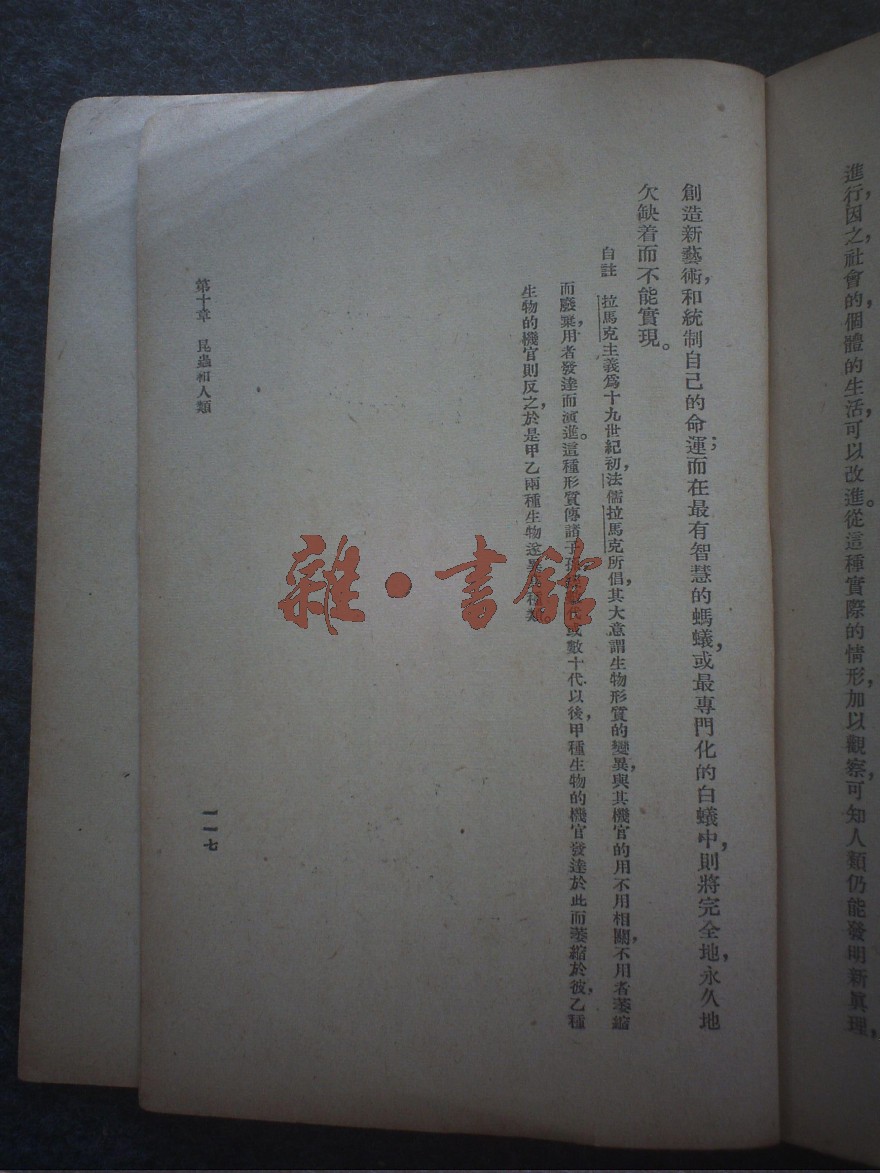 進行，因之，社會的，個體的生活，可以改進。從這種實際的情形，加以觀察，可知人類仍能發明新眞理，
創造新藝術，和統制自己的命運；而在最有智慧的螞蟻，或最專門化的白蟻中，則將完全地，永久地
欠缺着而不能實現。
自註　拉馬克主義爲十九世紀初，法儒拉馬克所倡，其大意謂生物形質的變異，與其機官的用不用相關，不用者萎縮
而廢棄，用者發達而演進。這種形質傳諸子孫，或數十代以後，甲種生物的機官發達於此而萎縮於彼，乙種
生物的機官則反之，於是甲乙兩種生物遂異其種類。
第十章　昆蟲和人類
一一七
雜·書館